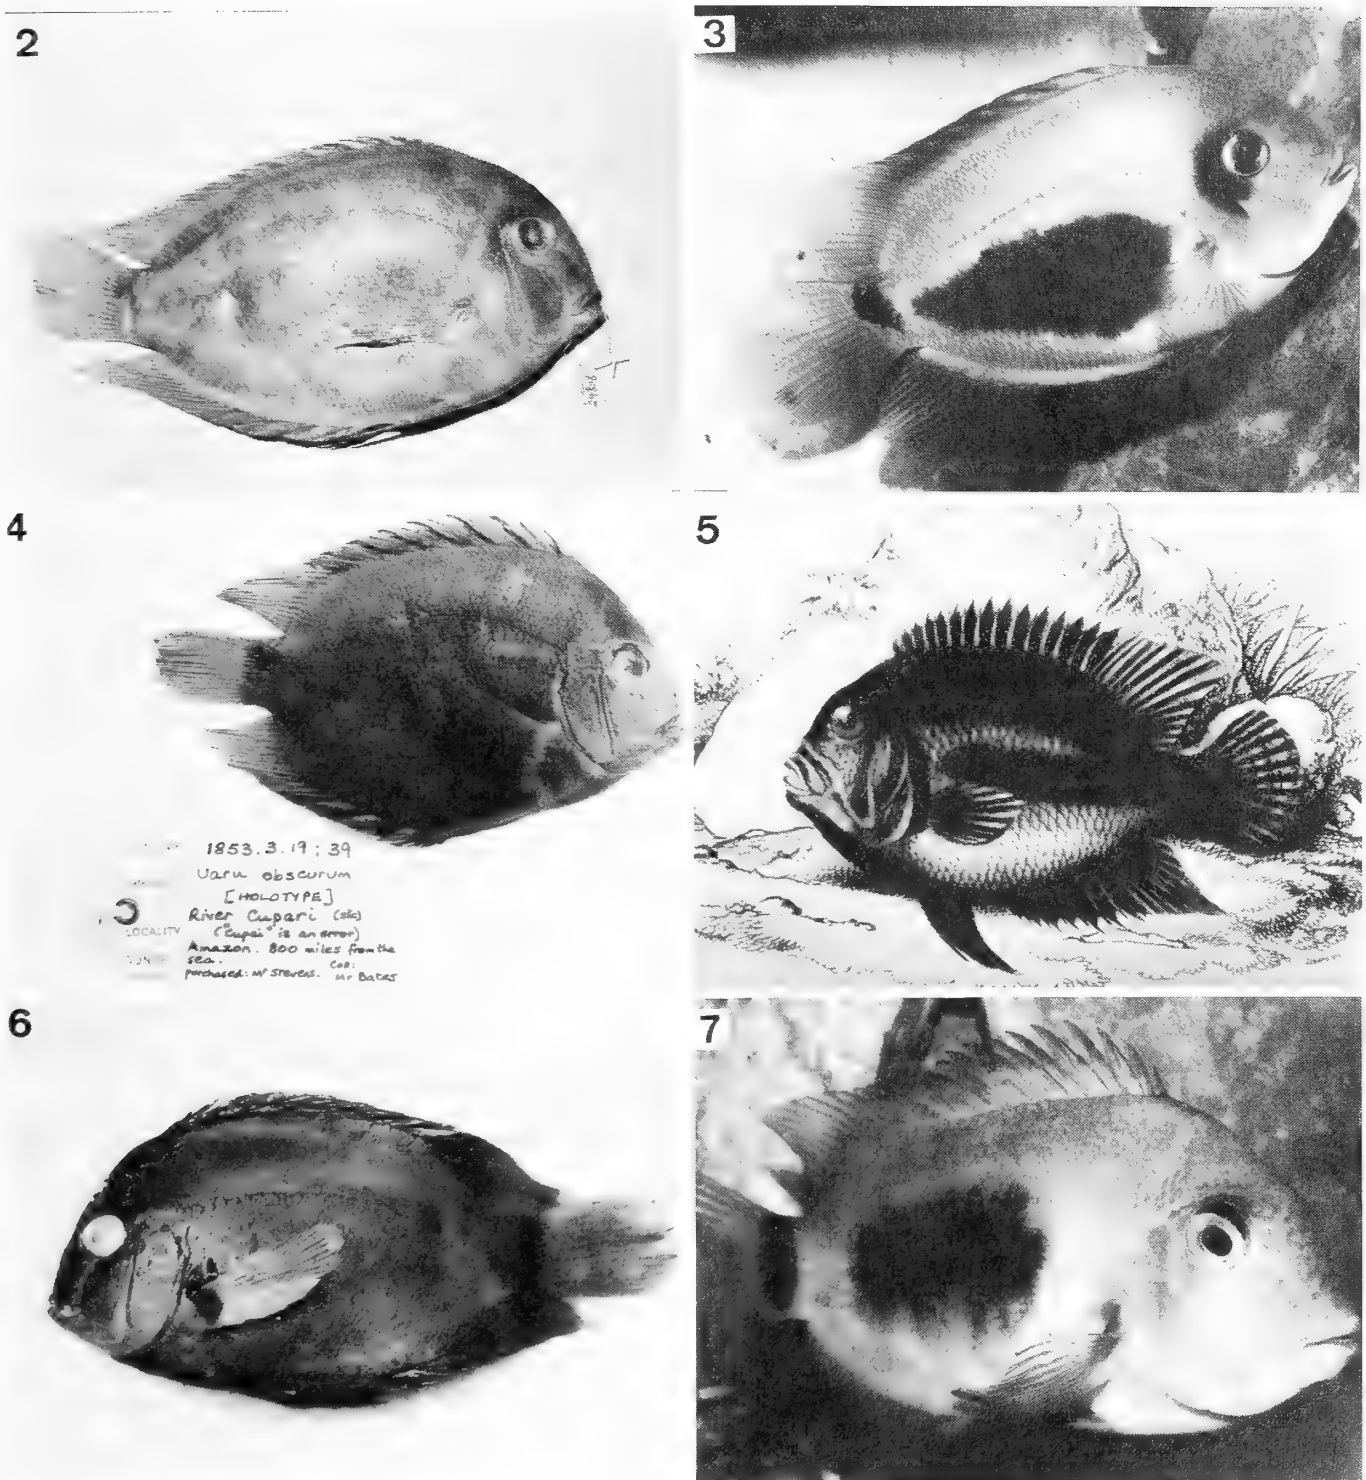 2
3
4
5
1853.3.19:39
Uaru obscurum
[HOLOTYPE]
River Cupari (sic)
LOCALITY ("Cupai" is an error)
Amazon. 800 miles from the
sea. Coll:
purchased: Mr Stevens. Mr Bates
6
7